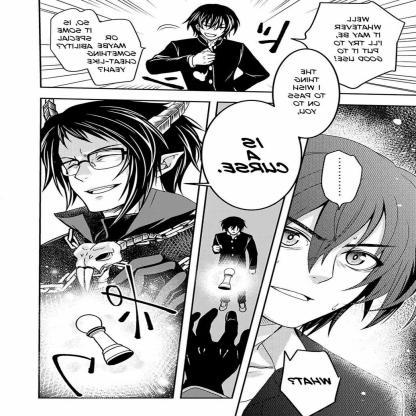 SO, IS
IT SOME
SPECIAL
ABILITY?
OR MAYBE
SOMETHING
CHEAT-LIKE,
YEAH?
WELL
WHATEVER
IT MAY BE,
I'LL TRY TO
PUT IT TO
GOOD USE!
THE
THING
I WISH
TO PASS
ON TO
YOU,
IS
A
CURSE.
.......
WHAT?